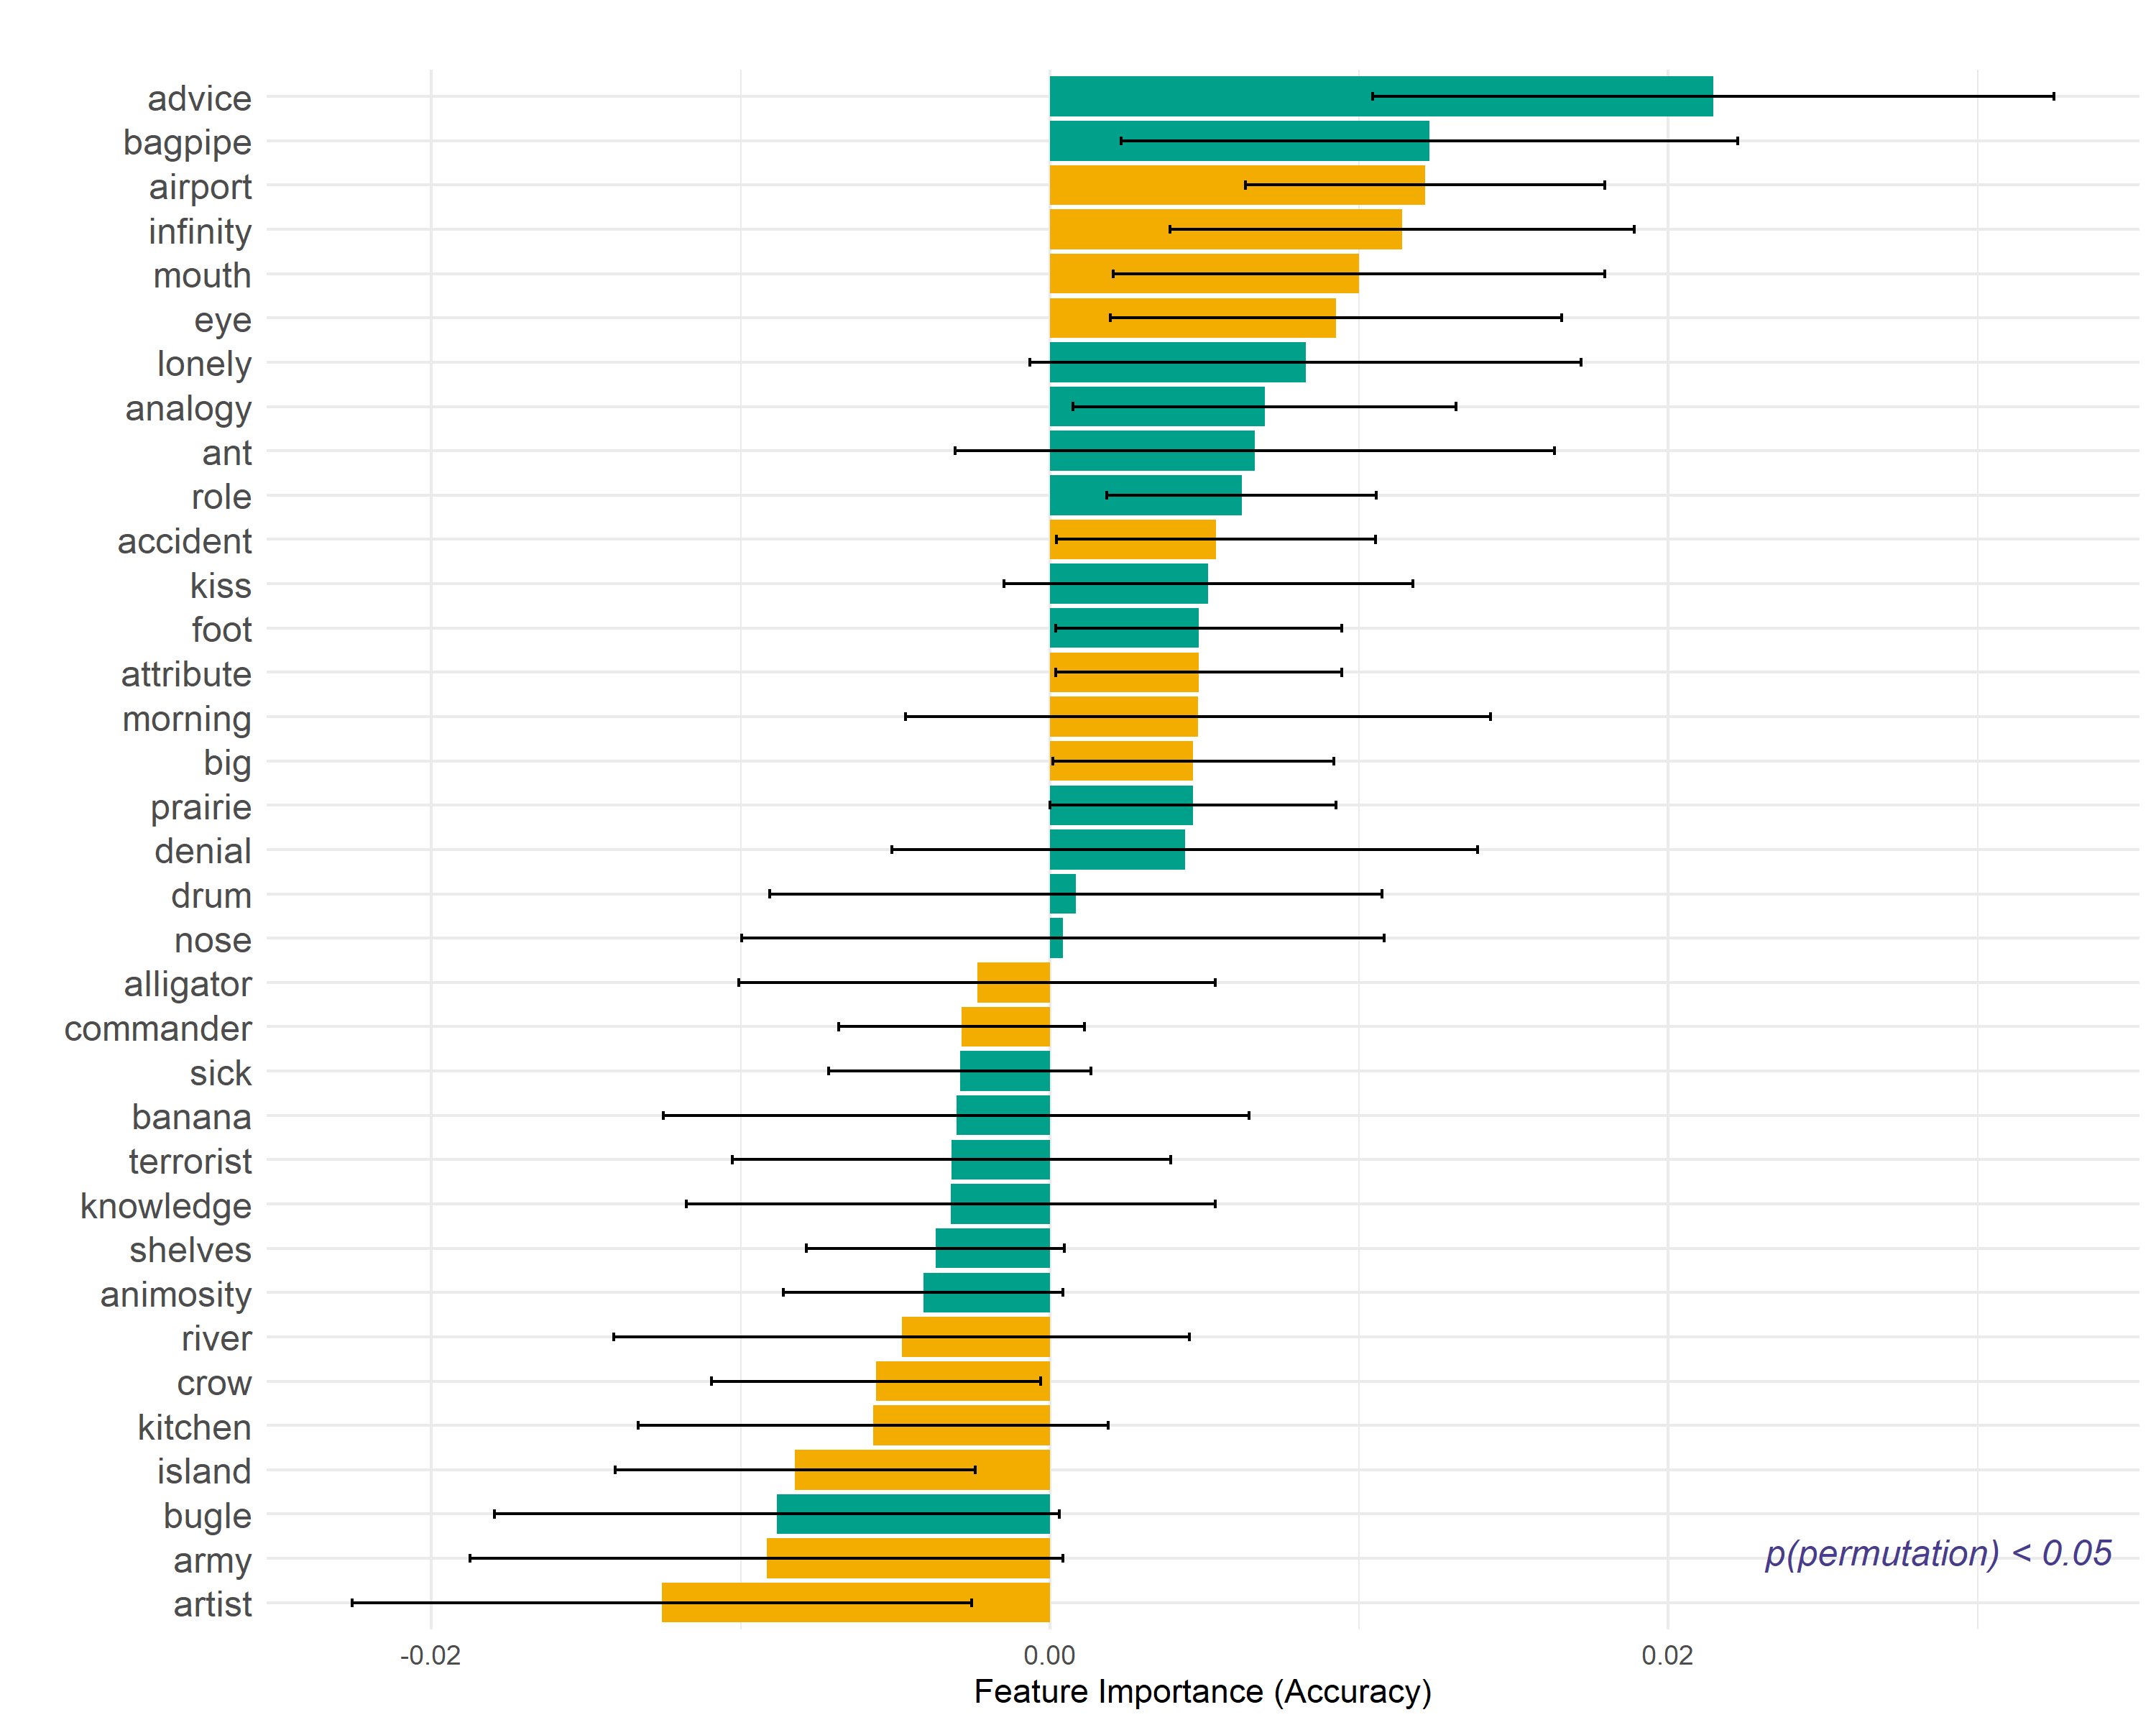 advice
bagpipe
airport
infinity
mouth
eye
lonely
analogy
ant
role
accident
kiss
foot
attribute
morning
big
prairie
denial
drum
nose
alligator
commander
sick
banana
terrorist
knowledge
shelves
animosity
river
crow
kitchen
island
bugle
army
p(permutation) < 0.05
artist
-0.02 0.00 0.02
Feature Importance (Accuracy)